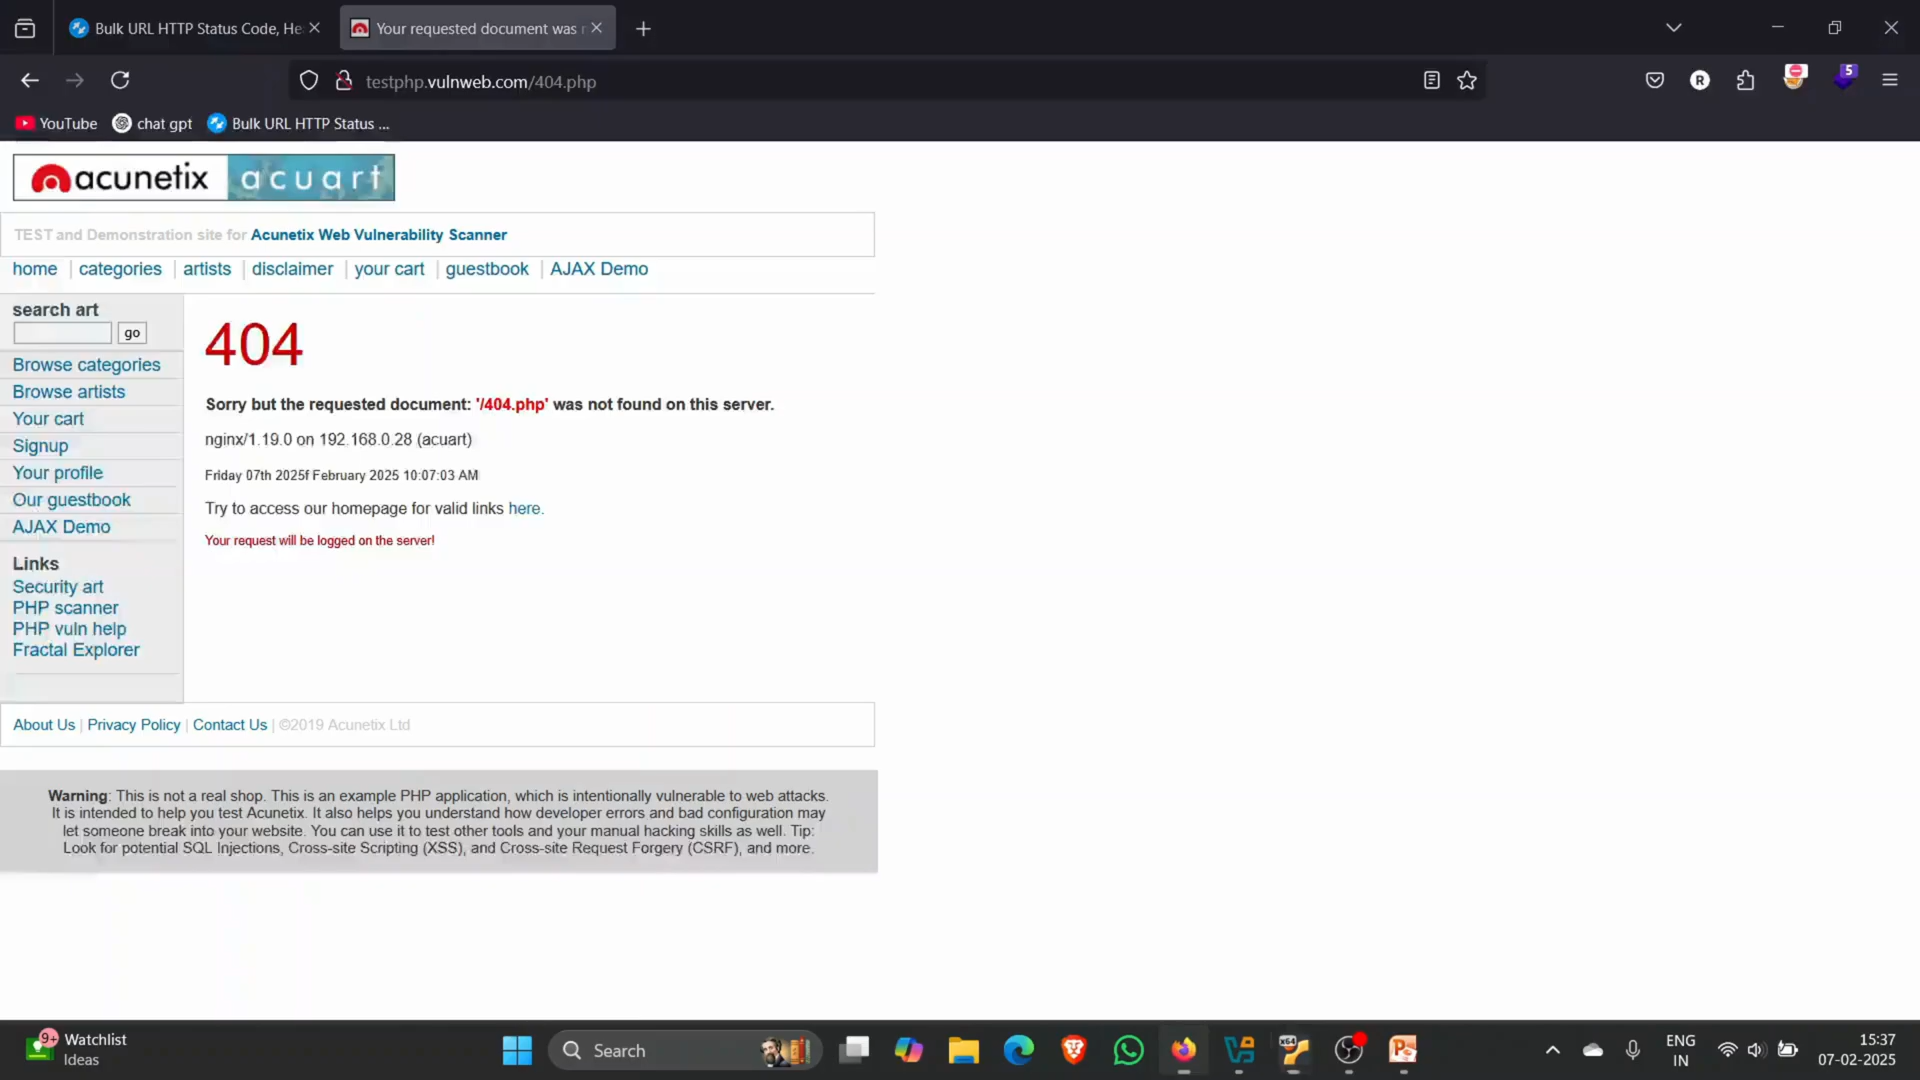 Bulk URL HTTP Status Code, He
Your requested document was
testphp.vulnweb.com/404.php
R
5
YouTube
chat gpt
Bulk URL HTTP Status ...
acunetix acuart
TEST and Demonstration site for Acunetix Web Vulnerability Scanner
home | categories | artists | disclaimer | your cart | guestbook | AJAX Demo
search art
go
Browse categories
Browse artists
Your cart
Signup
Your profile
Our guestbook
AJAX Demo
Links
Security art
PHP scanner
PHP vuln help
Fractal Explorer
404
Sorry but the requested document: '/404.php' was not found on this server.
nginx/1.19.0 on 192.168.0.28 (acuart)
Friday 07th 2025f February 2025 10:07:03 AM
Try to access our homepage for valid links here.
Your request will be logged on the server!
About Us | Privacy Policy | Contact Us | ©2019 Acunetix Ltd
Warning: This is not a real shop. This is an example PHP application, which is intentionally vulnerable to web attacks.
It is intended to help you test Acunetix. It also helps you understand how developer errors and bad configuration may
let someone break into your website. You can use it to test other tools and your manual hacking skills as well. Tip:
Look for potential SQL Injections, Cross-site Scripting (XSS), and Cross-site Request Forgery (CSRF), and more.
9+
Watchlist
Ideas
Search
X64
ENG
IN
15:37
07-02-2025